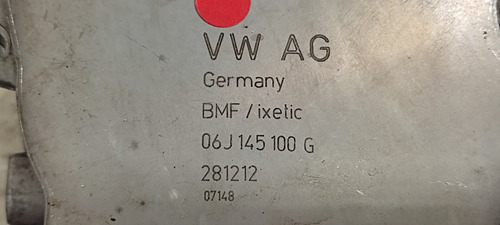 VW AG
Germany
BMF / ixetic
06J 145 100 G
281212
07148